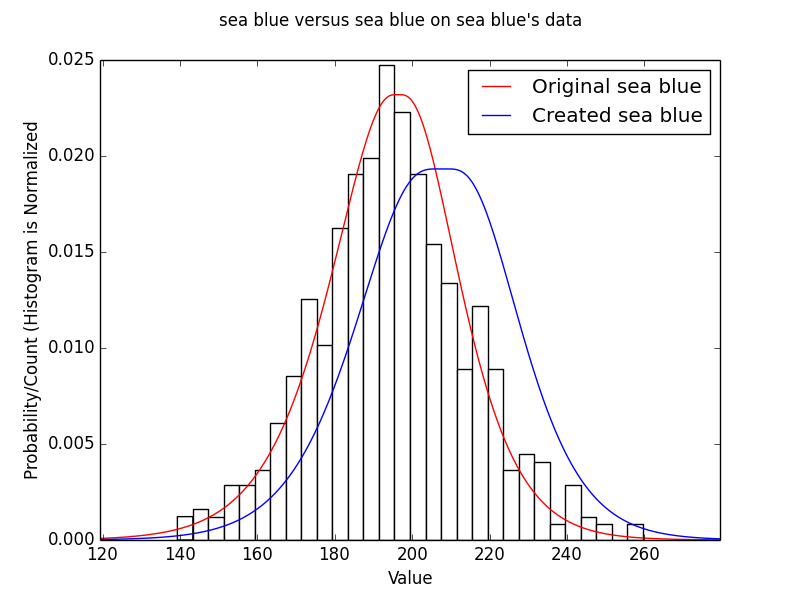 sea blue versus sea blue on sea blue's data
Original sea blue
Created sea blue
Probability/Count (Histogram is Normalized
0.025
0.020
0.015
0.010
0.005
0.000
120 140 160 180 200 220 240 260
Value